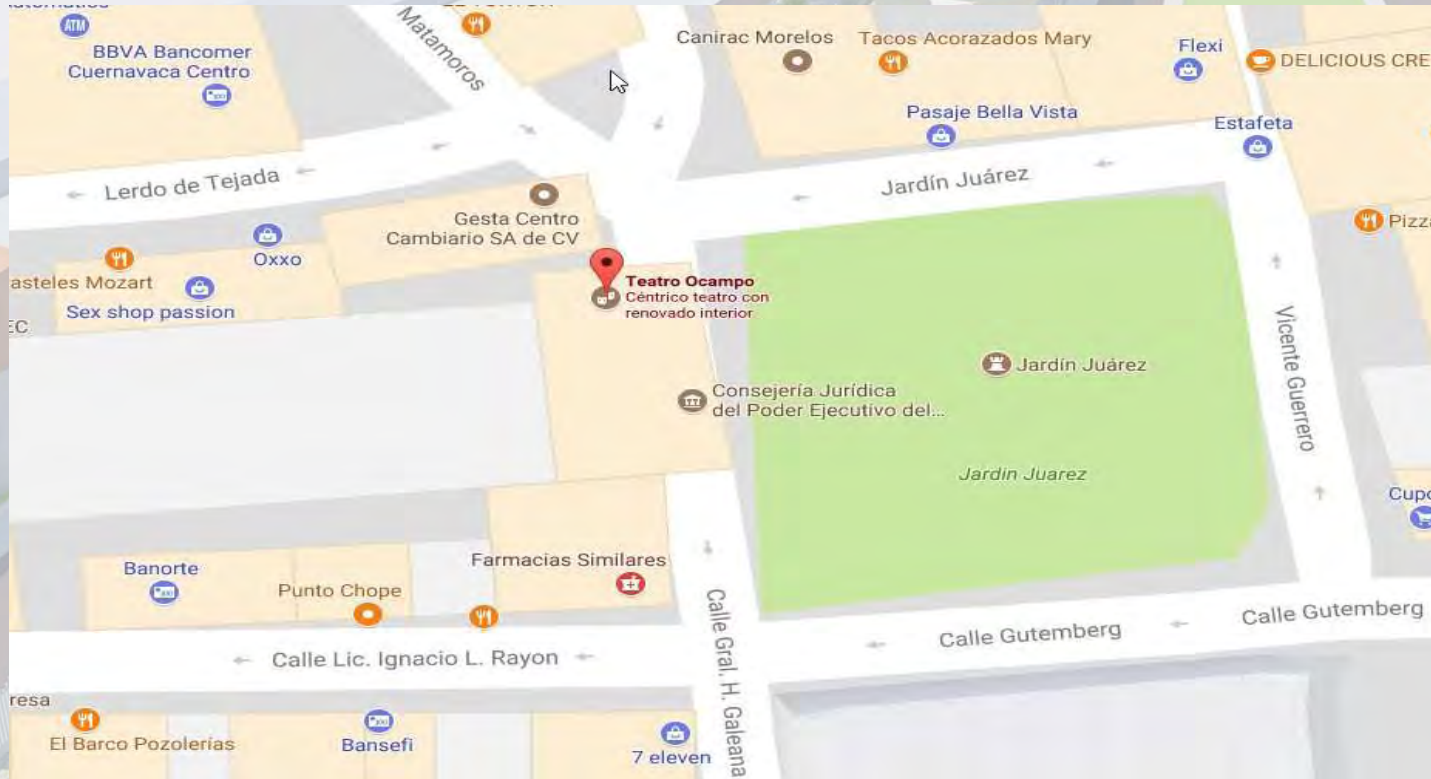 Matamoros
BBVA Bancomer
Cuernavaca Centro
ATM
Canirac Morelos
Tacos Acorazados Mary
Flexi
DELICIOUS CRE
Pasaje Bella Vista
Estafeta
Lerdo de Tejada
Jardín Juárez
Gesta Centro
Cambiario SA de CV
Oxxo
Pizza
asteles Mozart
Sex shop passion
EC
Teatro Ocampo
Céntrico teatro con
renovado interior
Vicente Guerrero
Jardín Juárez
Consejería Jurídica
del Poder Ejecutivo del...
Jardin Juarez
Cupo
Banorte
Farmacias Similares
Punto Chope
Calle Gral. H. Galeana
Calle Gutemberg
Calle Gutemberg
Calle Lic. Ignacio L. Rayon
resa
El Barco Pozolerías
Bansefi
7 eleven